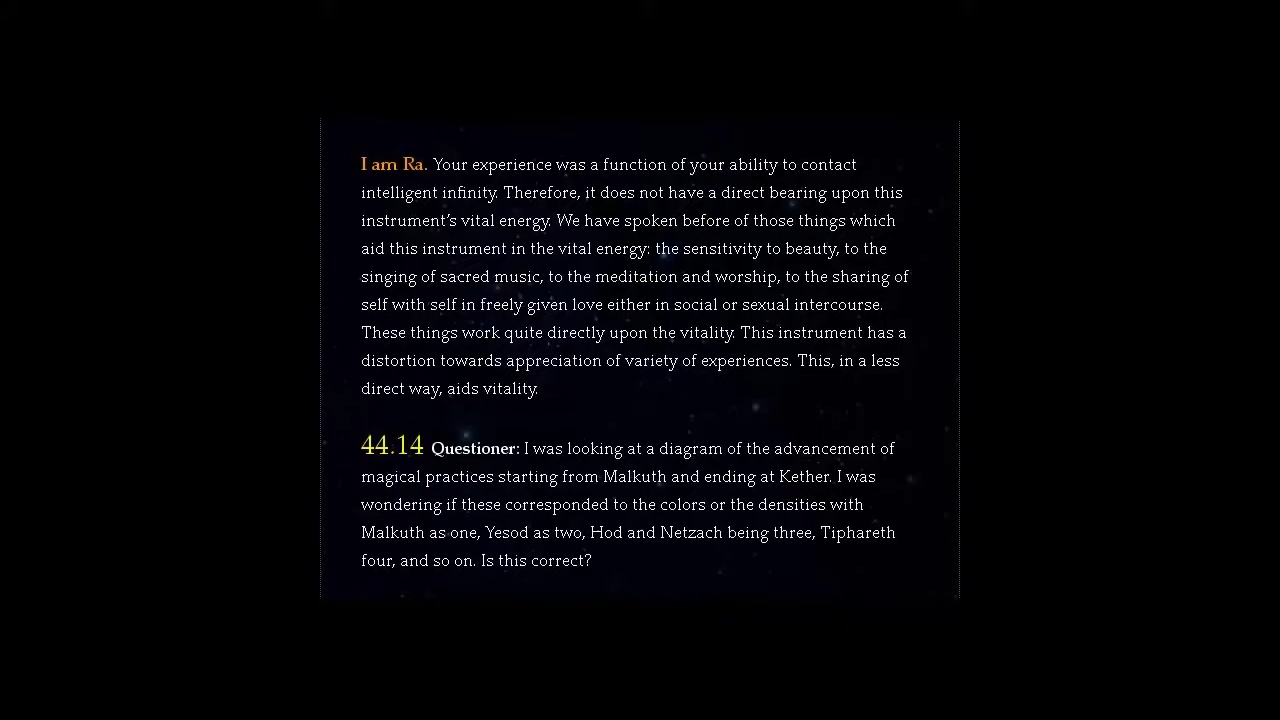 I am Ra. Your experience was a function of your ability to contact
intelligent infinity. Therefore, it does not have a direct bearing upon this
instrument's vital energy. We have spoken before of those things which
aid this instrument in the vital energy: the sensitivity to beauty, to the
singing of sacred music, to the meditation and worship, to the sharing of
self with self in freely given love either in social or sexual intercourse.
These things work quite directly upon the vitality. This instrument has a
distortion towards appreciation of variety of experiences. This, in a less
direct way, aids vitality.
44.14 Questioner: I was looking at a diagram of the advancement of
magical practices starting from Malkuth and ending at Kether. I was
wondering if these corresponded to the colors or the densities with
Malkuth as one, Yesod as two, Hod and Netzach being three, Tiphareth
four, and so on. Is this correct?